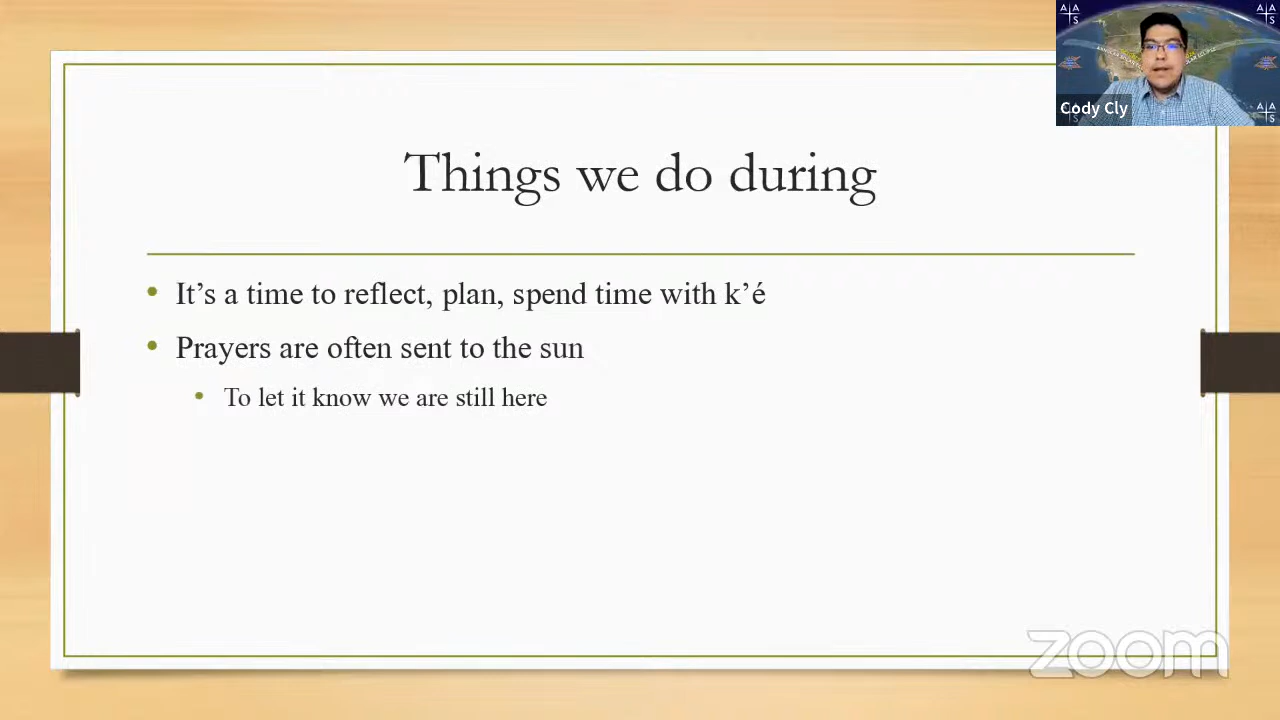 A A
S
A A
S
Cody Cly
A A
S
Things we do during
It’s a time to reflect, plan, spend time with k’é
Prayers are often sent to the sun
To let it know we are still here
zoom